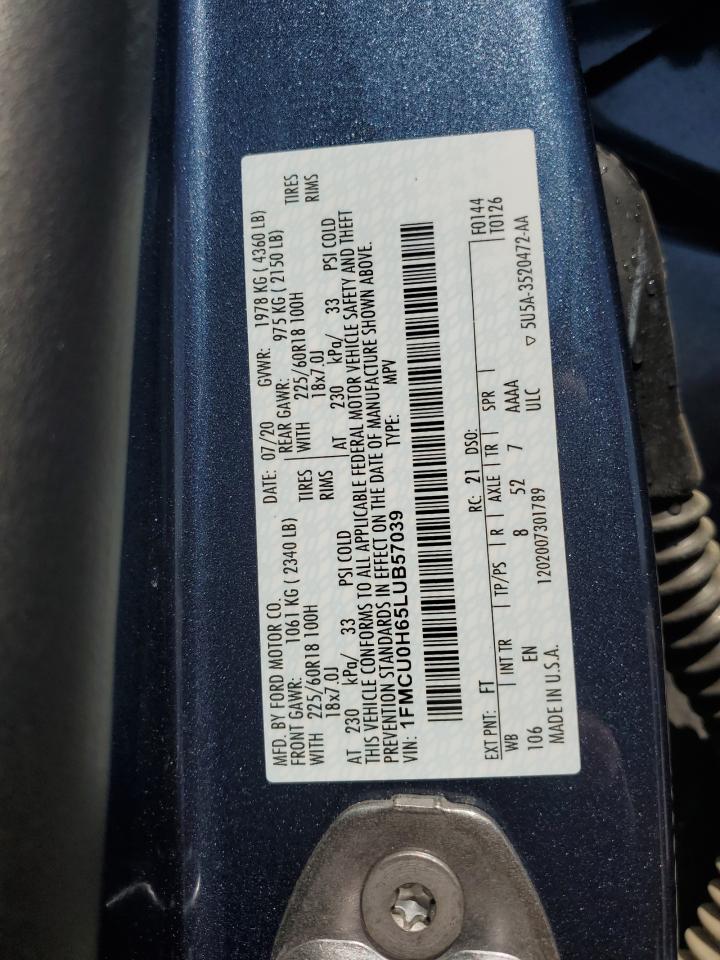 MFD. BY FORD MOTOR CO.
DATE: 07/20 GVWR: 1978 KG ( 4360 LB)
FRONT GAWR: 1061 KG ( 2340 LB)
REAR GAWR: 975 KG ( 2150 LB)
WITH 225/60R18 100H TIRES
WITH 225/60R18 100H TIRES
18x7.0J RIMS
18x7.0J RIMS
AT 230 kPa/ 33 PSI COLD
AT 230 kPa/ 33 PSI COLD
THIS VEHICLE CONFORMS TO ALL APPLICABLE FEDERAL MOTOR VEHICLE SAFETY AND THEFT
PREVENTION STANDARDS IN EFFECT ON THE DATE OF MANUFACTURE SHOWN ABOVE.
VIN: 1FMCU0H65LUB57039 TYPE: MPV
F0144
T0126
EXT PNT: FT RC: 21 DSO:
WB INT TR TP/PS R AXLE TR SPR
106 EN 8 52 7 AAAA
MADE IN U.S.A. 1202007301789 ULC ▽ 5U5A-3520472-AA